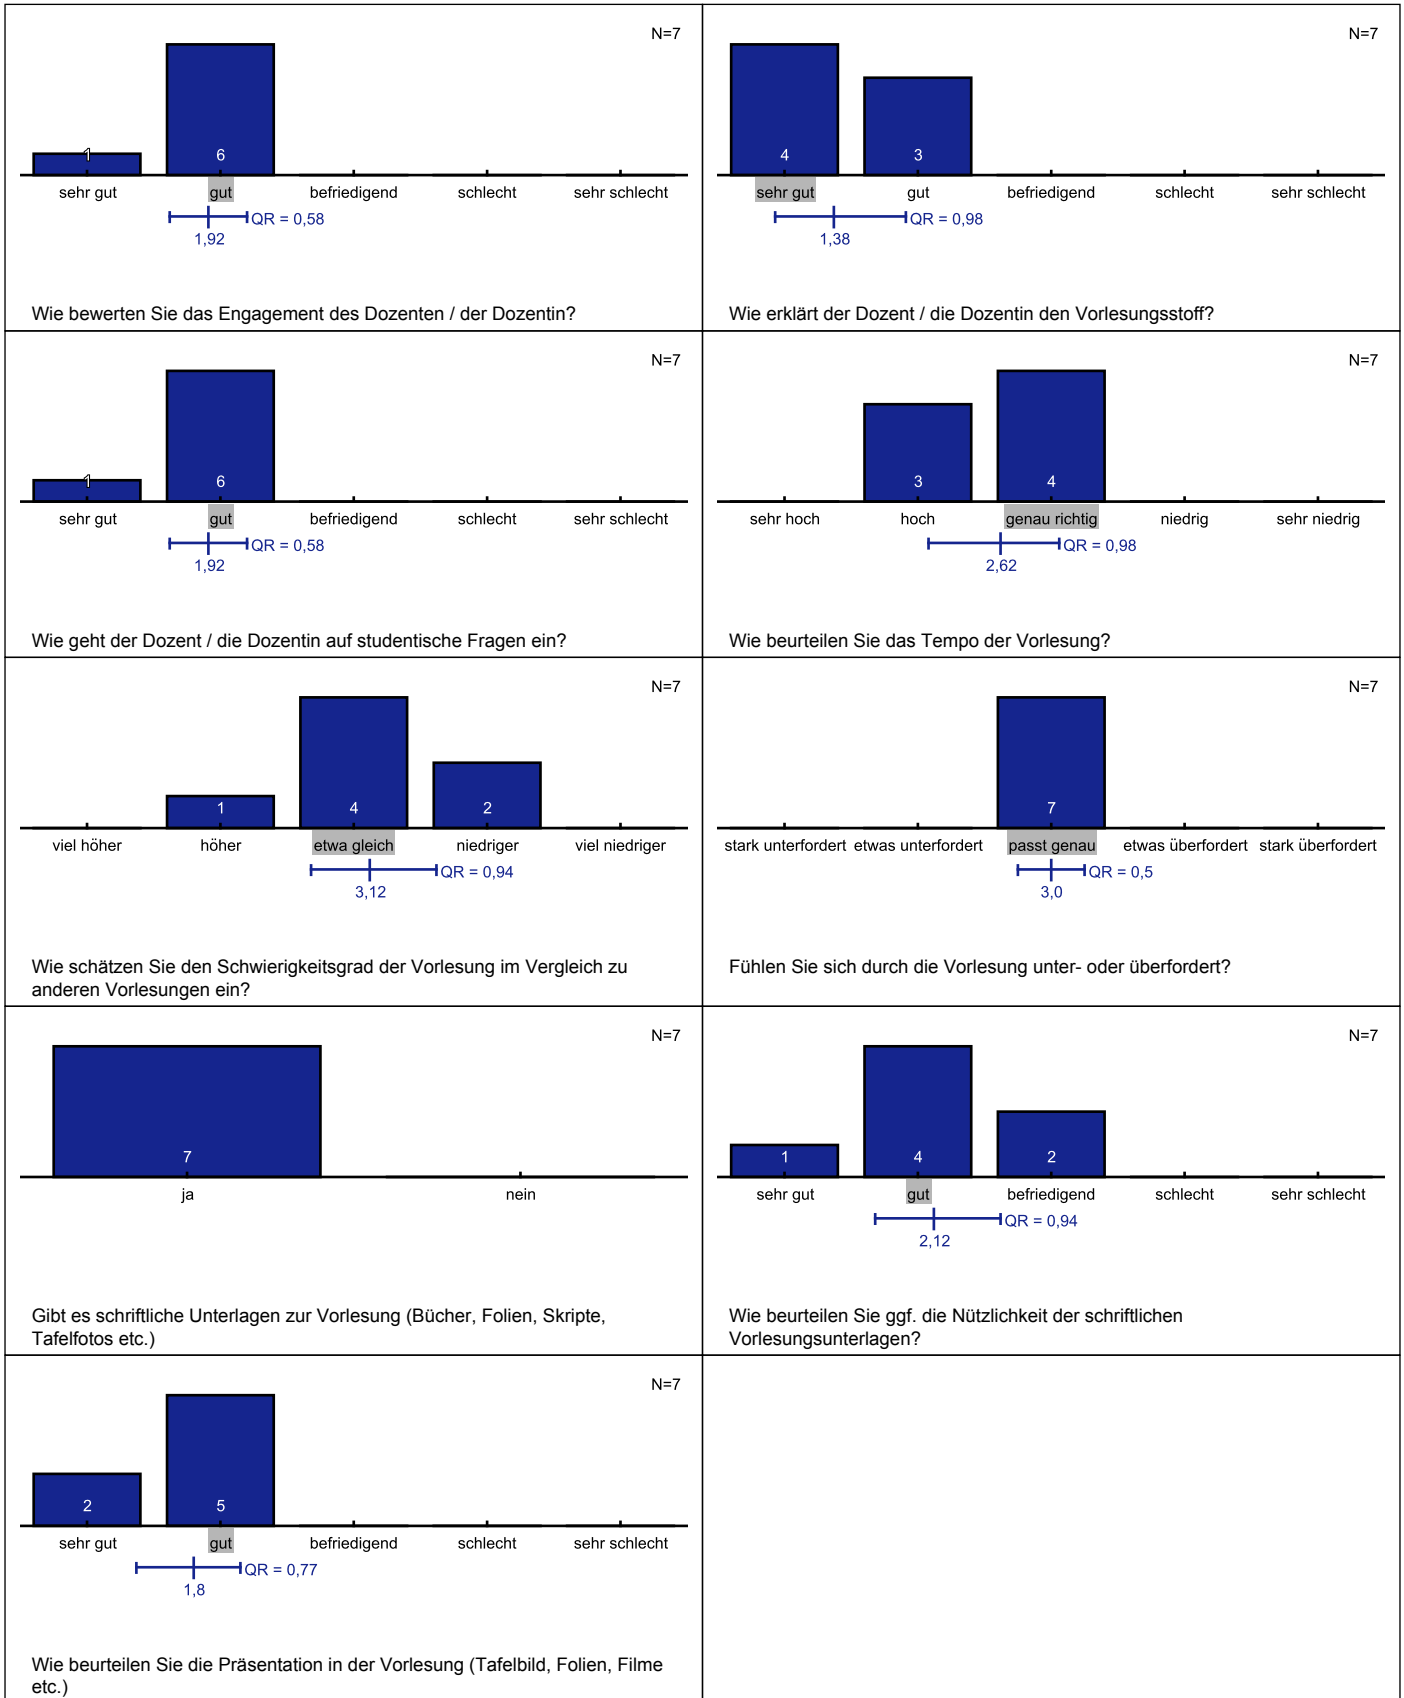 N=7
1
6
sehr gut
gut
befriedigend
schlecht
sehr schlecht
QR = 0,58
1,92
Wie bewerten Sie das Engagement des Dozenten / der Dozentin?
N=7
4
3
sehr gut
gut
befriedigend
schlecht
sehr schlecht
QR = 0,98
1,38
Wie erklärt der Dozent / die Dozentin den Vorlesungsstoff?
N=7
1
6
sehr gut
gut
befriedigend
schlecht
sehr schlecht
QR = 0,58
1,92
Wie geht der Dozent / die Dozentin auf studentische Fragen ein?
N=7
3
4
sehr hoch
hoch
genau richtig
niedrig
sehr niedrig
QR = 0,98
2,62
Wie beurteilen Sie das Tempo der Vorlesung?
N=7
1
4
2
viel höher
höher
etwa gleich
niedriger
viel niedriger
QR = 0,94
3,12
Wie schätzen Sie den Schwierigkeitsgrad der Vorlesung im Vergleich zu
anderen Vorlesungen ein?
N=7
7
stark unterfordert
etwas unterfordert
passt genau
etwas überfordert
stark überfordert
QR = 0,5
3,0
Fühlen Sie sich durch die Vorlesung unter- oder überfordert?
N=7
7
ja
nein
Gibt es schriftliche Unterlagen zur Vorlesung (Bücher, Folien, Skripte,
Tafelfotos etc.)
N=7
1
4
2
sehr gut
gut
befriedigend
schlecht
sehr schlecht
QR = 0,94
2,12
Wie beurteilen Sie ggf. die Nützlichkeit der schriftlichen
Vorlesungsunterlagen?
N=7
2
5
sehr gut
gut
befriedigend
schlecht
sehr schlecht
QR = 0,77
1,8
Wie beurteilen Sie die Präsentation in der Vorlesung (Tafelbild, Folien, Filme
etc.)